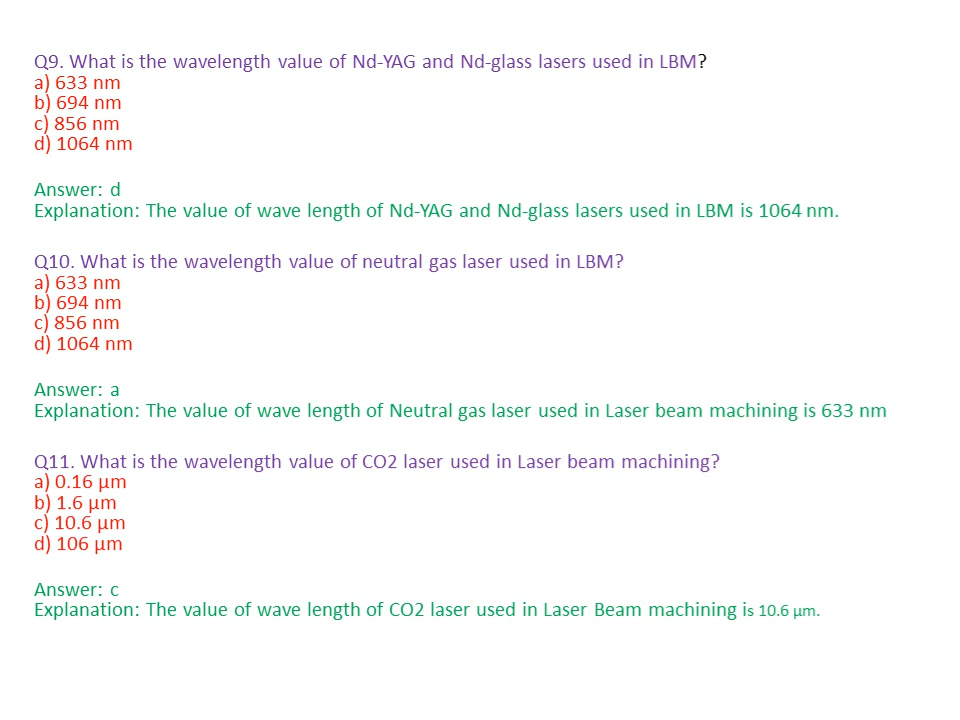 Q9. What is the wavelength value of Nd-YAG and Nd-glass lasers used in LBM?
a) 633 nm
b) 694 nm
c) 856 nm
d) 1064 nm
Answer: d
Explanation: The value of wave length of Nd-YAG and Nd-glass lasers used in LBM is 1064 nm.
Q10. What is the wavelength value of neutral gas laser used in LBM?
a) 633 nm
b) 694 nm
c) 856 nm
d) 1064 nm
Answer: a
Explanation: The value of wave length of Neutral gas laser used in Laser beam machining is 633 nm
Q11. What is the wavelength value of CO2 laser used in Laser beam machining?
a) 0.16 µm
b) 1.6 µm
c) 10.6 µm
d) 106 µm
Answer: c
Explanation: The value of wave length of CO2 laser used in Laser Beam machining is 10.6 µm.